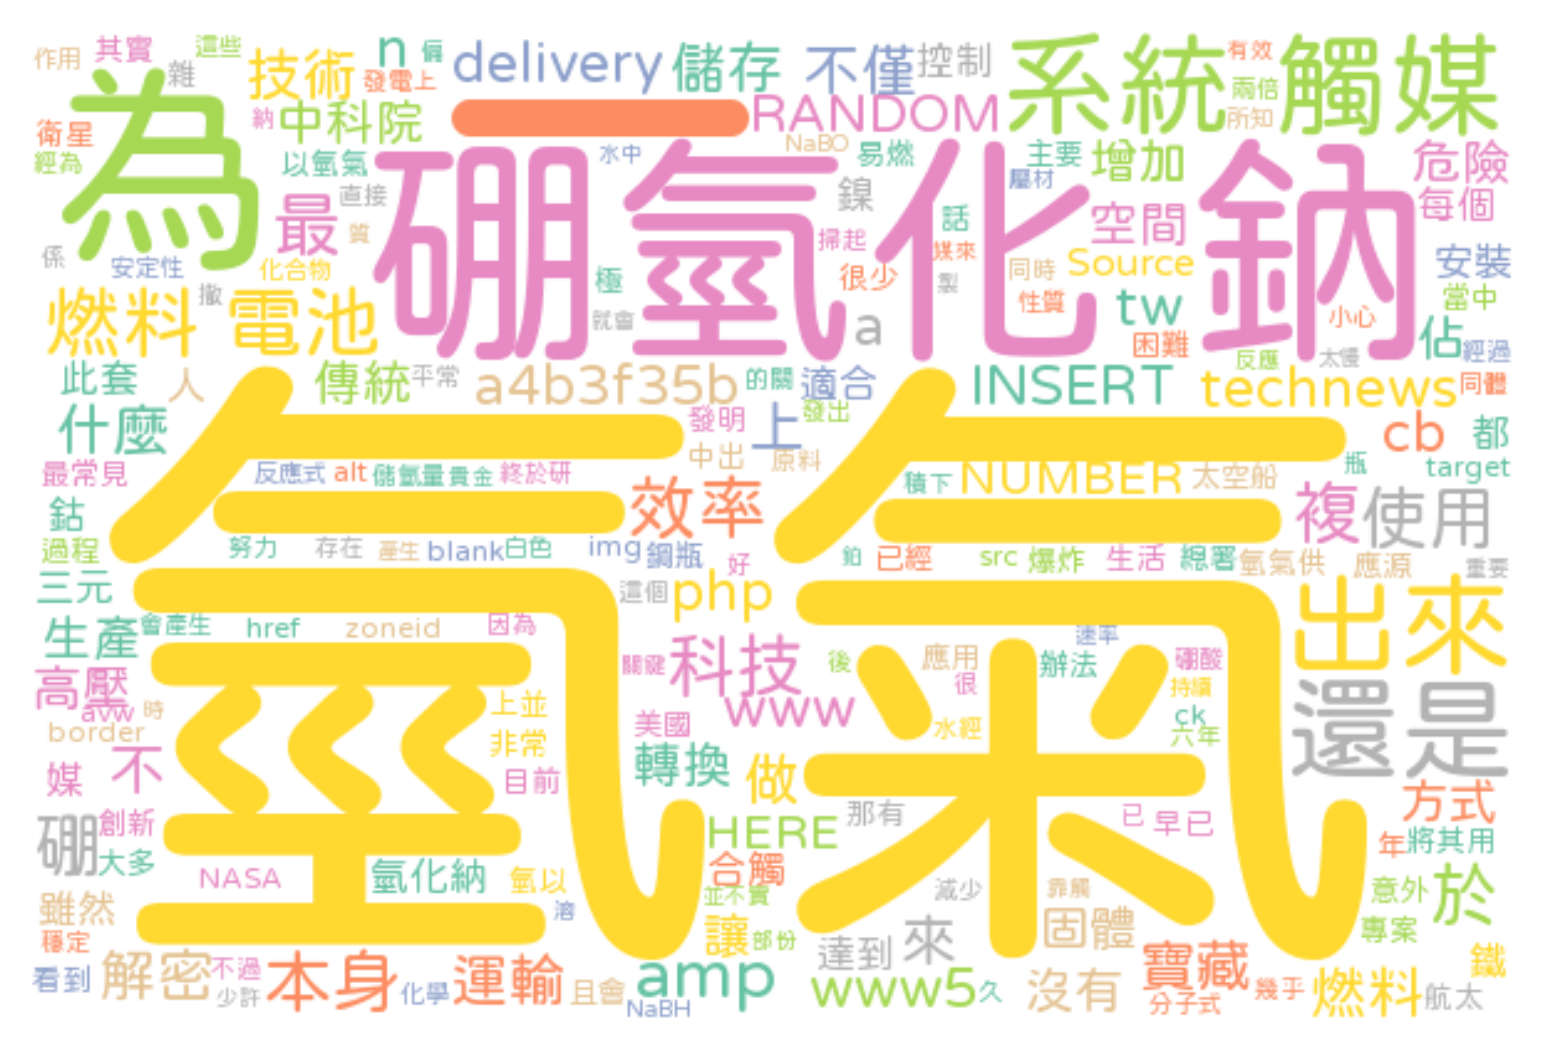 作用
其實
這些
雜
技術
n
倆
發電上
delivery
儲存
不僅
控制
系統
有效
兩倍
所知
觸媒
為
衛星
經為
納
中科院
以氫氣
直接
一
RANDOM
NaBO
水中
硼氫化鈉
易燃
主要
屬材
增加
危險
每個
最
質
係
安定性
化合物
撤
極
就會
鎳
掃起
很少
a
話
媒來
製
同時
性質
空間
Source
tw
困難
小心
安裝
當中
佔
經過
反應
太慢
燃料
電池
此套
人
傳統
平常
a4b3f35b
的關
適合
INSERT
technews
同體
什麼
發明
上
發出
中出
原料
cb
都
target
瓶
最常見
反應式
alt
儲氫量
貴金
終於研
效率
積下
NUMBER
太空船
複
使用
鈷
過程
努力
存在
產生
blank
白色
img
鋼瓶
好
鉑
已經
src
爆炸
生活
總署
氫氣供
應源
重要
氫氣
三元
這個
php
生產
會產生
href
zoneid
因為
出來
高壓
avw
時
border
關鍵
科技
後
應用
很
速率
辦法
硼酸
持續
ck
六年
還是
上並
非常
美國
www
水經
媒
不
目前
轉換
做
方式
硼
創新
大多
HERE
那有
已
早已
年
將其用
NASA
氫化納
氫以
合觸
並不實
減少
靠觸
意外
於
雖然
穩定
溶
讓
部份
達到
來
固體
專案
寶藏
鐵
看到
解密
不過
少許
本身
化學
運輸
且會
amp
NaBH
www5
久
沒有
分子式
幾乎
燃料
航太